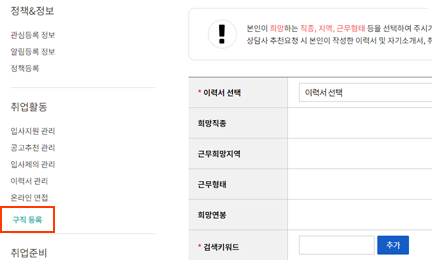 정책&정보
관심등록 정보
알림등록 정보
정책등록
취업활동
입사지원 관리
공고추천 관리
입사제의 관리
이력서 관리
온라인 면접
구직 등록
취업준비
본인이 희망하는 직종, 지역, 근무형태 등을 선택하여 주시기
상담사 추천요청 시 본인이 작성한 이력서 및 자기소개서, 취
* 이력서 선택
이력서 선택
희망직종
근무희망지역
근무형태
희망연봉
* 검색키워드
추가